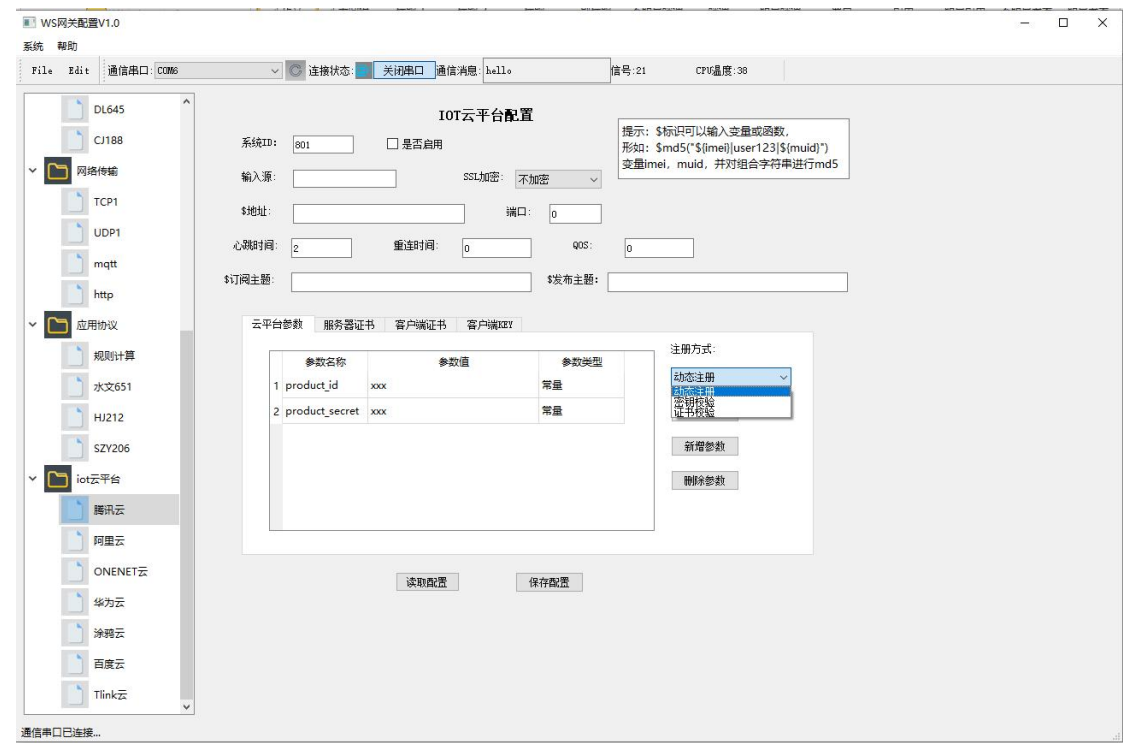 WS网关配置V1.0
系统 帮助
File Edit 通信串口: COM6 连接状态: 关闭串口 通信消息: hello 信号:21 CPU温度:38
DL645
CJ188
网络传输
TCP1
UDP1
mqtt
http
应用协议
规则计算
水文651
HJ212
SZY206
iot云平台
腾讯云
阿里云
ONENET云
华为云
涂鸦云
百度云
Tlink云
IOT云平台配置
系统ID: 801 是否启用
提示: $标识可以输入变量或函数,
形如: $md5("${imei}|user123|${muid}")
变量imei, muid, 并对组合字符串进行md5
输入源: SSL加密: 不加密
$地址: 端口: 0
心跳时间: 2 重连时间: 0 QOS: 0
$订阅主题: $发布主题:
云平台参数 服务器证书 客户端证书 客户端KEY
参数名称 参数值 参数类型
1 product_id xxx 常量
2 product_secret xxx 常量
注册方式:
动态注册
动态注册
密钥校验
证书校验
新增参数
删除参数
读取配置 保存配置
通信串口已连接...